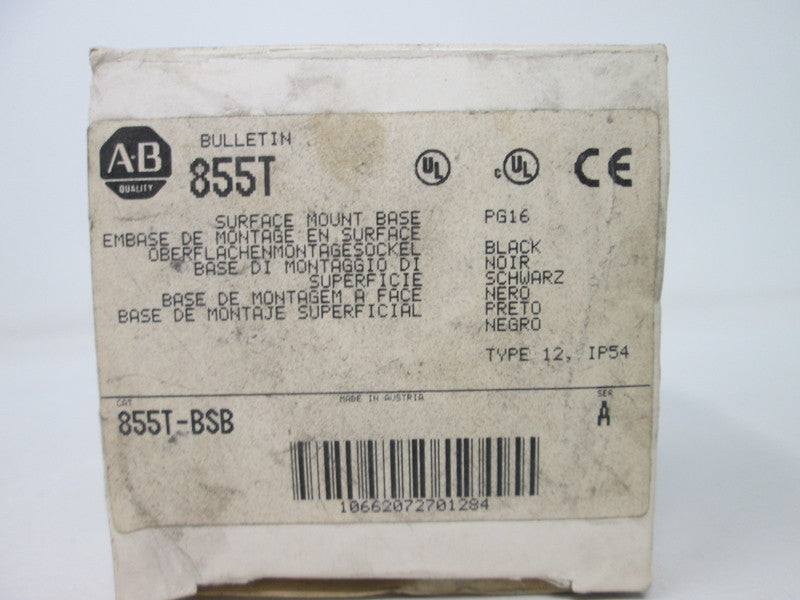 A-B
QUALITY
BULLETIN
855T
UL
c UL
CE
SURFACE MOUNT BASE
EMBASE DE MONTAGE EN SURFACE
OBERFLACHENMONTAGESOCKEL
BASE DI MONTAGGIO DI
SUPERFICIE
BASE DE MONTAGEM A FACE
BASE DE MONTAJE SUPERFICIAL
PG16
BLACK
NOIR
SCHWARZ
NERO
PRETO
NEGRO
TYPE 12, IP54
CAT
855T-BSB
MADE IN AUSTRIA
SER
A
10662072701284